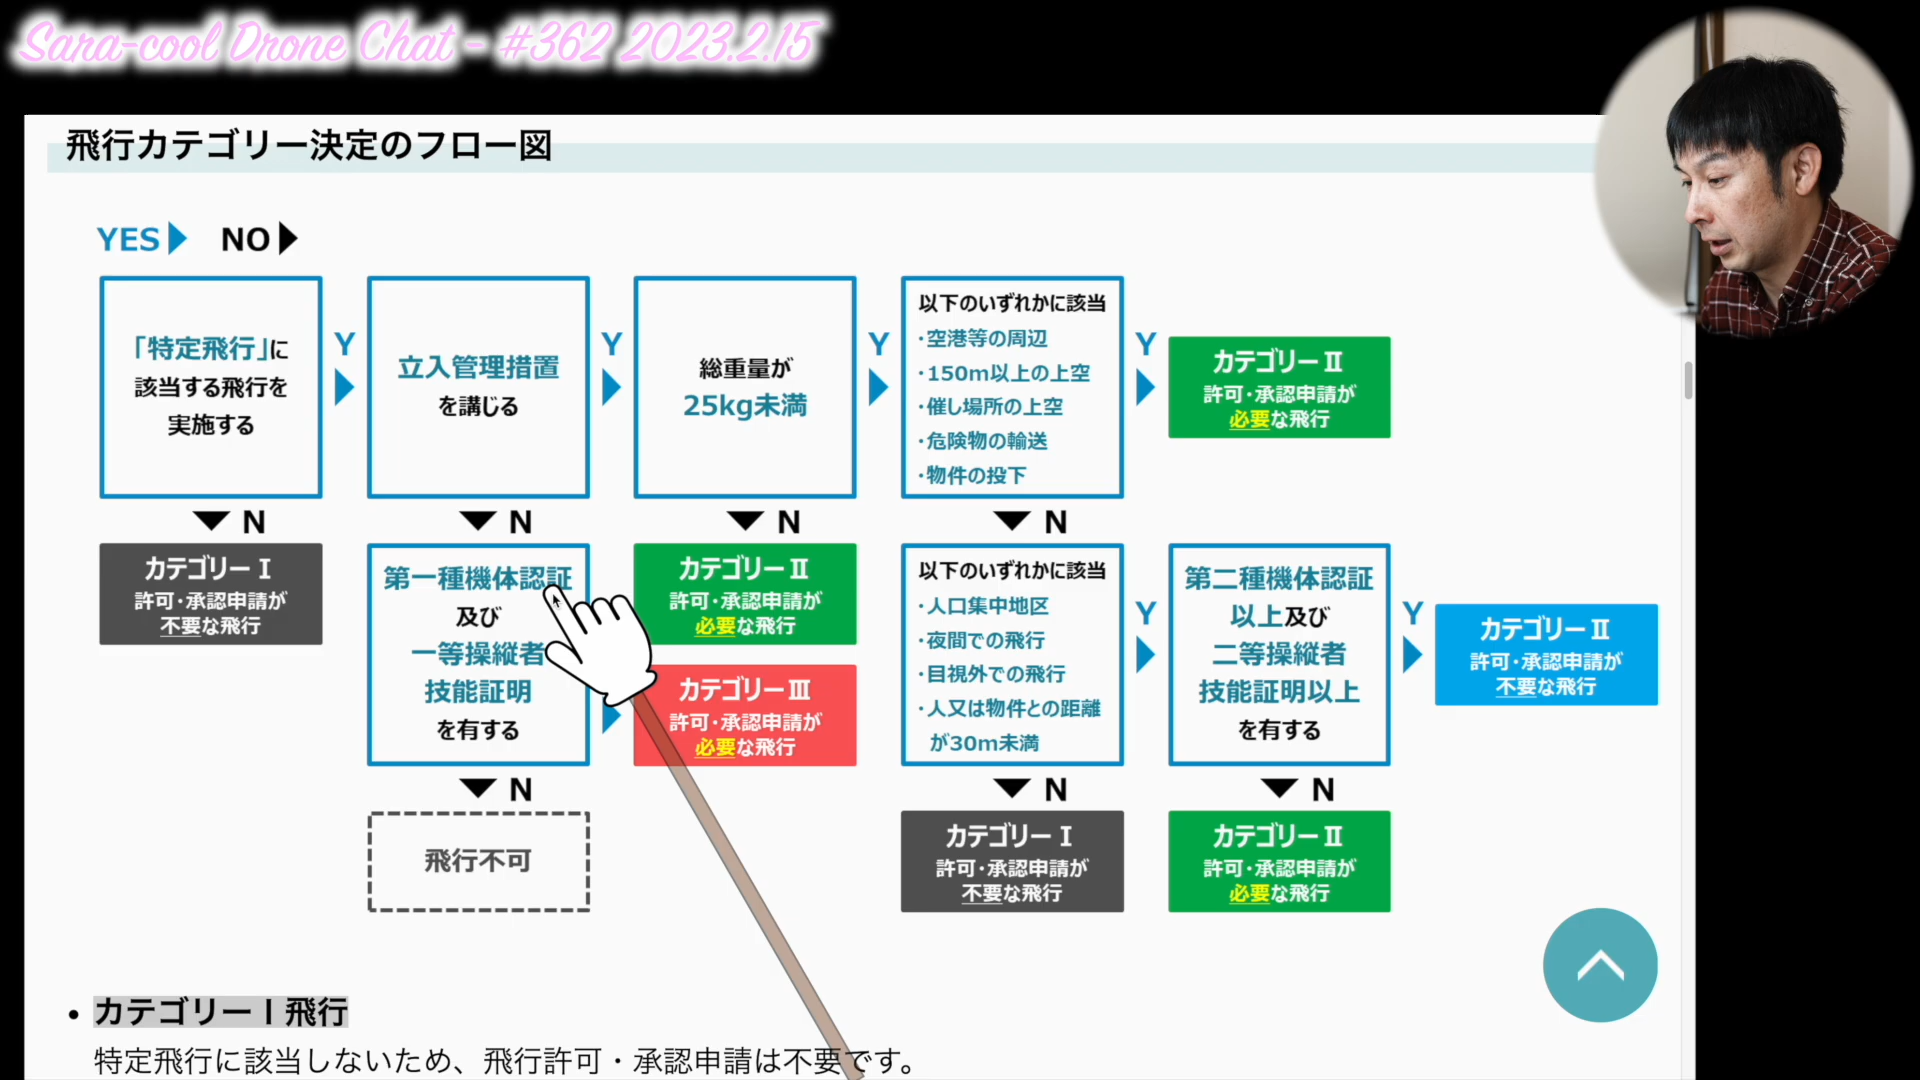 Sara-cool Drone Chat - #362 2023.2.15
飛行カテゴリー決定のフロー図
YES NO
「特定飛行」に
該当する飛行を
実施する
Y
立入管理措置
を講じる
Y
総重量が
25kg未満
Y
以下のいずれかに該当
・空港等の周辺
・150m以上の上空
・催し場所の上空
・危険物の輸送
・物件の投下
Y
カテゴリーⅡ
許可・承認申請が
必要な飛行
N
N
N
N
カテゴリーⅠ
許可・承認申請が
不要な飛行
第一種機体認証
及び
一等操縦者
技能証明
を有する
カテゴリーⅡ
許可・承認申請が
必要な飛行
カテゴリーⅢ
許可・承認申請が
必要な飛行
以下のいずれかに該当
・人口集中地区
・夜間での飛行
・目視外での飛行
・人又は物件との距離
が30m未満
Y
第二種機体認証
以上及び
二等操縦者
技能証明以上
を有する
Y
カテゴリーⅡ
許可・承認申請が
不要な飛行
N
N
N
飛行不可
カテゴリーⅠ
許可・承認申請が
不要な飛行
カテゴリーⅡ
許可・承認申請が
必要な飛行
・カテゴリーⅠ飛行
特定飛行に該当しないため、飛行許可・承認申請は不要です。